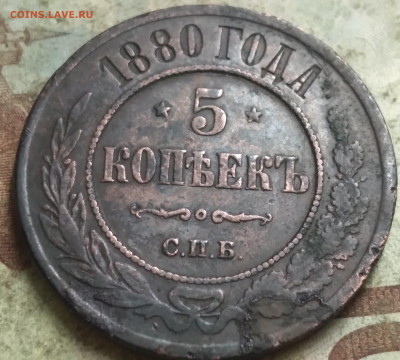 COINS.LAVE.RU
1880 ГОДА
5
КОПѢЕКЪ
С.П.Б.